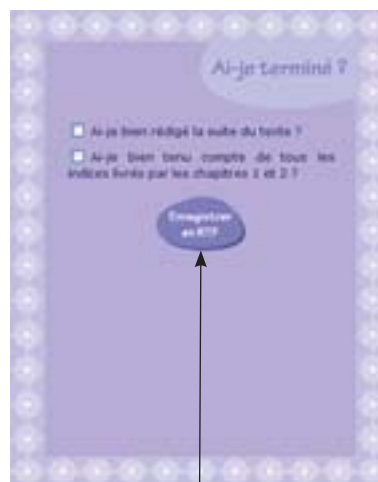 Ai-je terminé ?
Ai-je bien rédigé la suite du texte ?
Ai-je bien tenu compte de tous les
indices livrés par les chapitres 1 et 2 ?
Enregistrer
en RTF